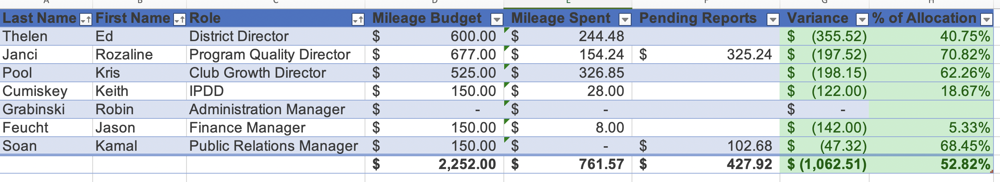 A B C D E F G H
Last Name First Name Role Mileage Budget Mileage Spent Pending Reports Variance % of Allocation
Thelen Ed District Director $ 600.00 $ 244.48 $ (355.52) 40.75%
Janci Rozaline Program Quality Director $ 677.00 $ 154.24 $ 325.24 $ (197.52) 70.82%
Pool Kris Club Growth Director $ 525.00 $ 326.85 $ (198.15) 62.26%
Cumiskey Keith IPDD $ 150.00 $ 28.00 $ (122.00) 18.67%
Grabinski Robin Administration Manager $ - $ - $ -
Feucht Jason Finance Manager $ 150.00 $ 8.00 $ (142.00) 5.33%
Soan Kamal Public Relations Manager $ 150.00 $ - $ 102.68 $ (47.32) 68.45%
$ 2,252.00 $ 761.57 $ 427.92 $ (1,062.51) 52.82%